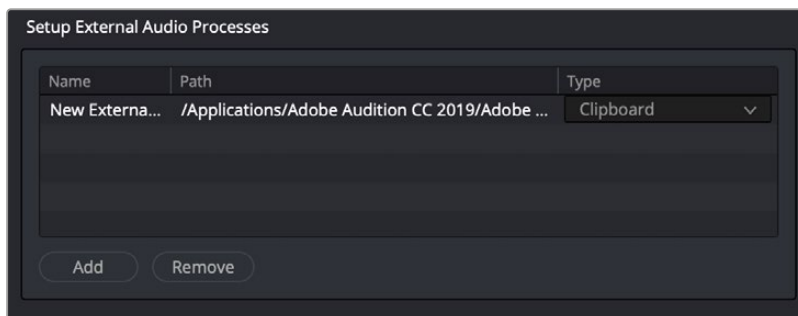 Setup External Audio Processes
Name Path Type
New Externa... /Applications/Adobe Audition CC 2019/Adobe ... Clipboard
Add Remove